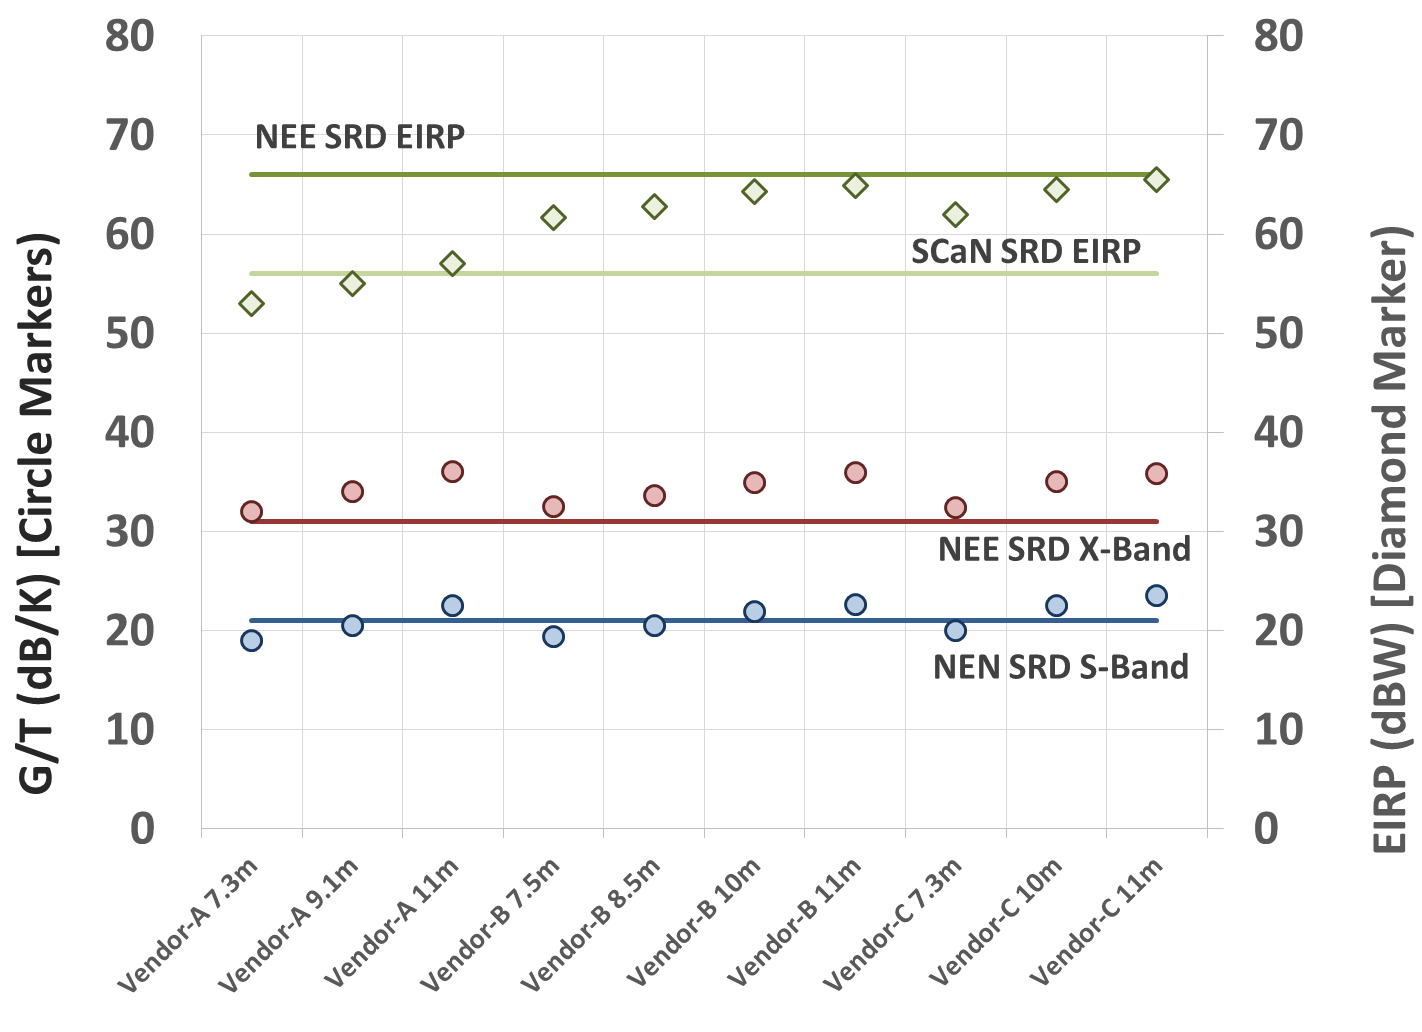 G/T (dB/K) [Circle Markers)
80
70
60
50
40
30
20
10
0
NEE SRD EIRP
SCaN SRD EIRP
NEE SRD X-Band
NEN SRD S-Band
80
70
60
50
40
30
20
10
0
EIRP (dBW) [Diamond Marker)
Vendor-A 7.3m
Vendor-A 9.1m
Vendor-A 11m
Vendor-B 7.5m
Vendor-B 8.5m
Vendor-B 10m
Vendor-B 11m
Vendor-C 7.3m
Vendor-C 10m
Vendor-C 11m